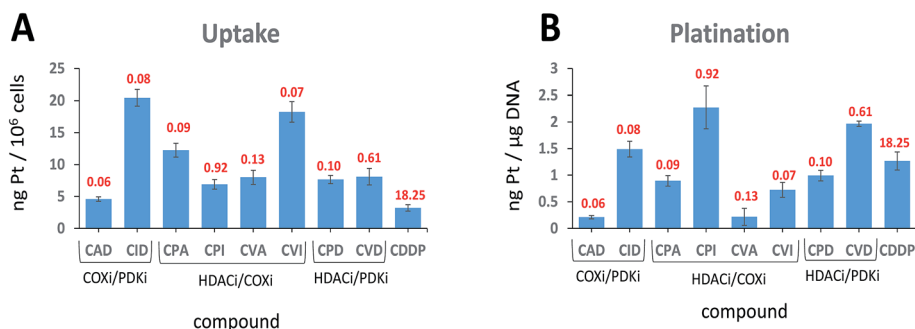 A
Uptake
ng Pt / 10⁶ cells
25
20
15
10
5
0
0.06
0.08
0.09
0.92
0.13
0.07
0.10
0.61
18.25
CAD CID CPA CPI CVA CVI CPD CVD CDDP
COXi/PDKi HDACi/COXi HDACi/PDKi
compound
B
Platination
ng Pt / µg DNA
3
2.5
2
1.5
1
0.5
0
0.06
0.08
0.09
0.92
0.13
0.07
0.10
0.61
18.25
CAD CID CPA CPI CVA CVI CPD CVD CDDP
COXi/PDKi HDACi/COXi HDACi/PDKi
compound